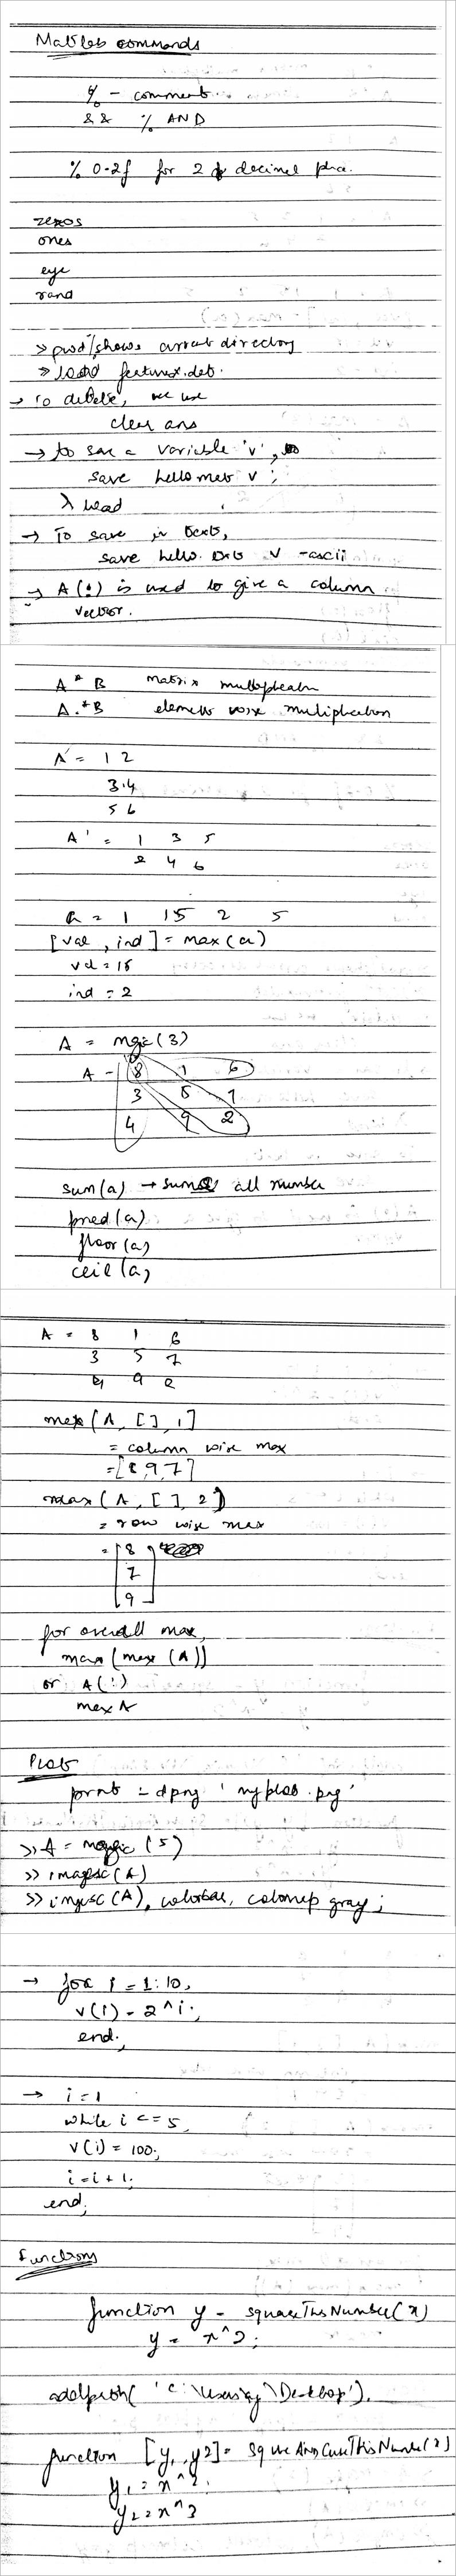 Matlab commands
% - comment
&& % AND
% 0.2f for 2 decimel place.
zeros
ones
eye
rand
>> pwd/shows current directory
>> load featuresx.dat.
→ To delete, we use
clear ans
→ to save a variable 'v',
save hello.mat v ;
load
→ To save in text,
save hello.txt v -ascii
→ A(:) is used to give a column
vector.
A * B matrix multiplication
A.*B element wise multiplication
A = 1 2
3 4
5 6
A' = 1 3 5
2 4 6
a = 1 15 2 5
[val , ind] = max(a)
val = 15
ind = 2
A = magic(3)
A = 8 1 6
3 5 7
4 9 2
sum(a) → sums all number
prod(a)
floor(a)
ceil(a)
A = 8 1 6
3 5 7
4 9 2
max(A, [], 1]
= column wise max
= [8,9,7]
max(A, [], 2)
= row wise max
= 8
7
9
for overall max,
max(max(A))
or A(:)
max A
Plot
print -dpng 'myplot.png'
>> A = magic(5)
>> imagesc(A)
>> imagesc(A), colorbar, colormap gray;
→ for i = 1:10,
v(i) = 2^i;
end;
→ i = 1
while i <= 5,
v(i) = 100;
i = i + 1;
end;
Functions
function y = squareThisNumber(x)
y = x^2;
addpath( 'C:\Users\ \Desktop').
function [y1, y2] = SquareAndCubeThisNumber(x)
y1 = x^2.
y2 = x^3